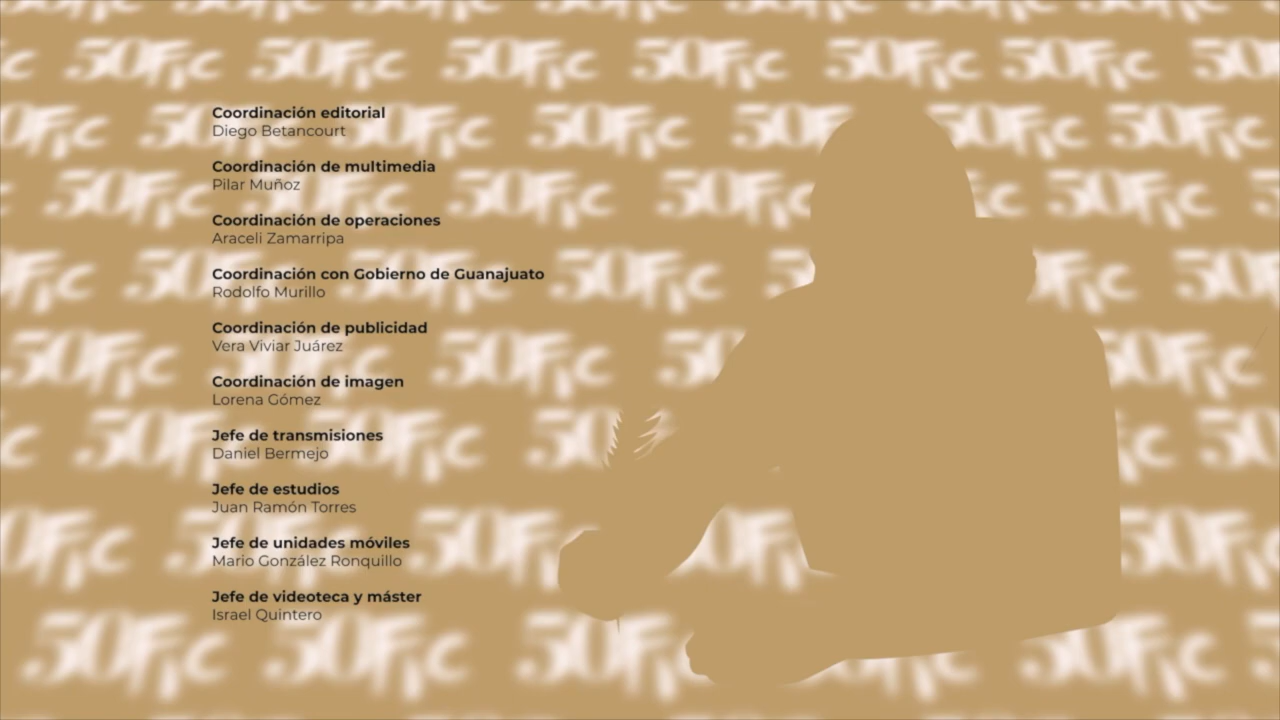 Coordinación editorial
Diego Betancourt
Coordinación de multimedia
Pilar Muñoz
Coordinación de operaciones
Araceli Zamarripa
Coordinación con Gobierno de Guanajuato
Rodolfo Murillo
Coordinación de publicidad
Vera Viviar Juárez
Coordinación de imagen
Lorena Gómez
Jefe de transmisiones
Daniel Bermejo
Jefe de estudios
Juan Ramón Torres
Jefe de unidades móviles
Mario González Ronquillo
Jefe de videoteca y máster
Israel Quintero
50Fic